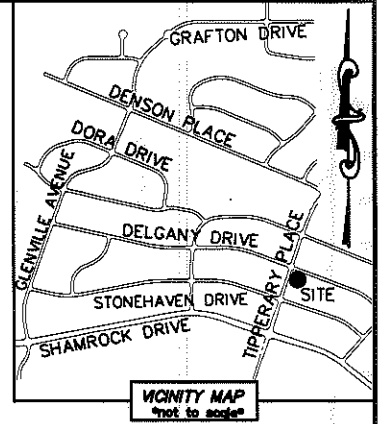 GRAFTON DRIVE
DENSON PLACE
DORA DRIVE
GLENVILLE AVENUE
DELGANY DRIVE
TIPPERARY PLACE
SITE
STONEHAVEN DRIVE
SHAMROCK DRIVE
VICINITY MAP
*not to scale*